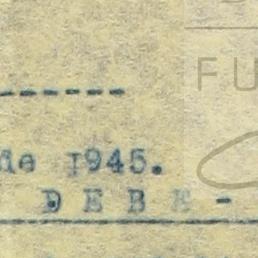 FU
--------
de 1945.
D E B E -